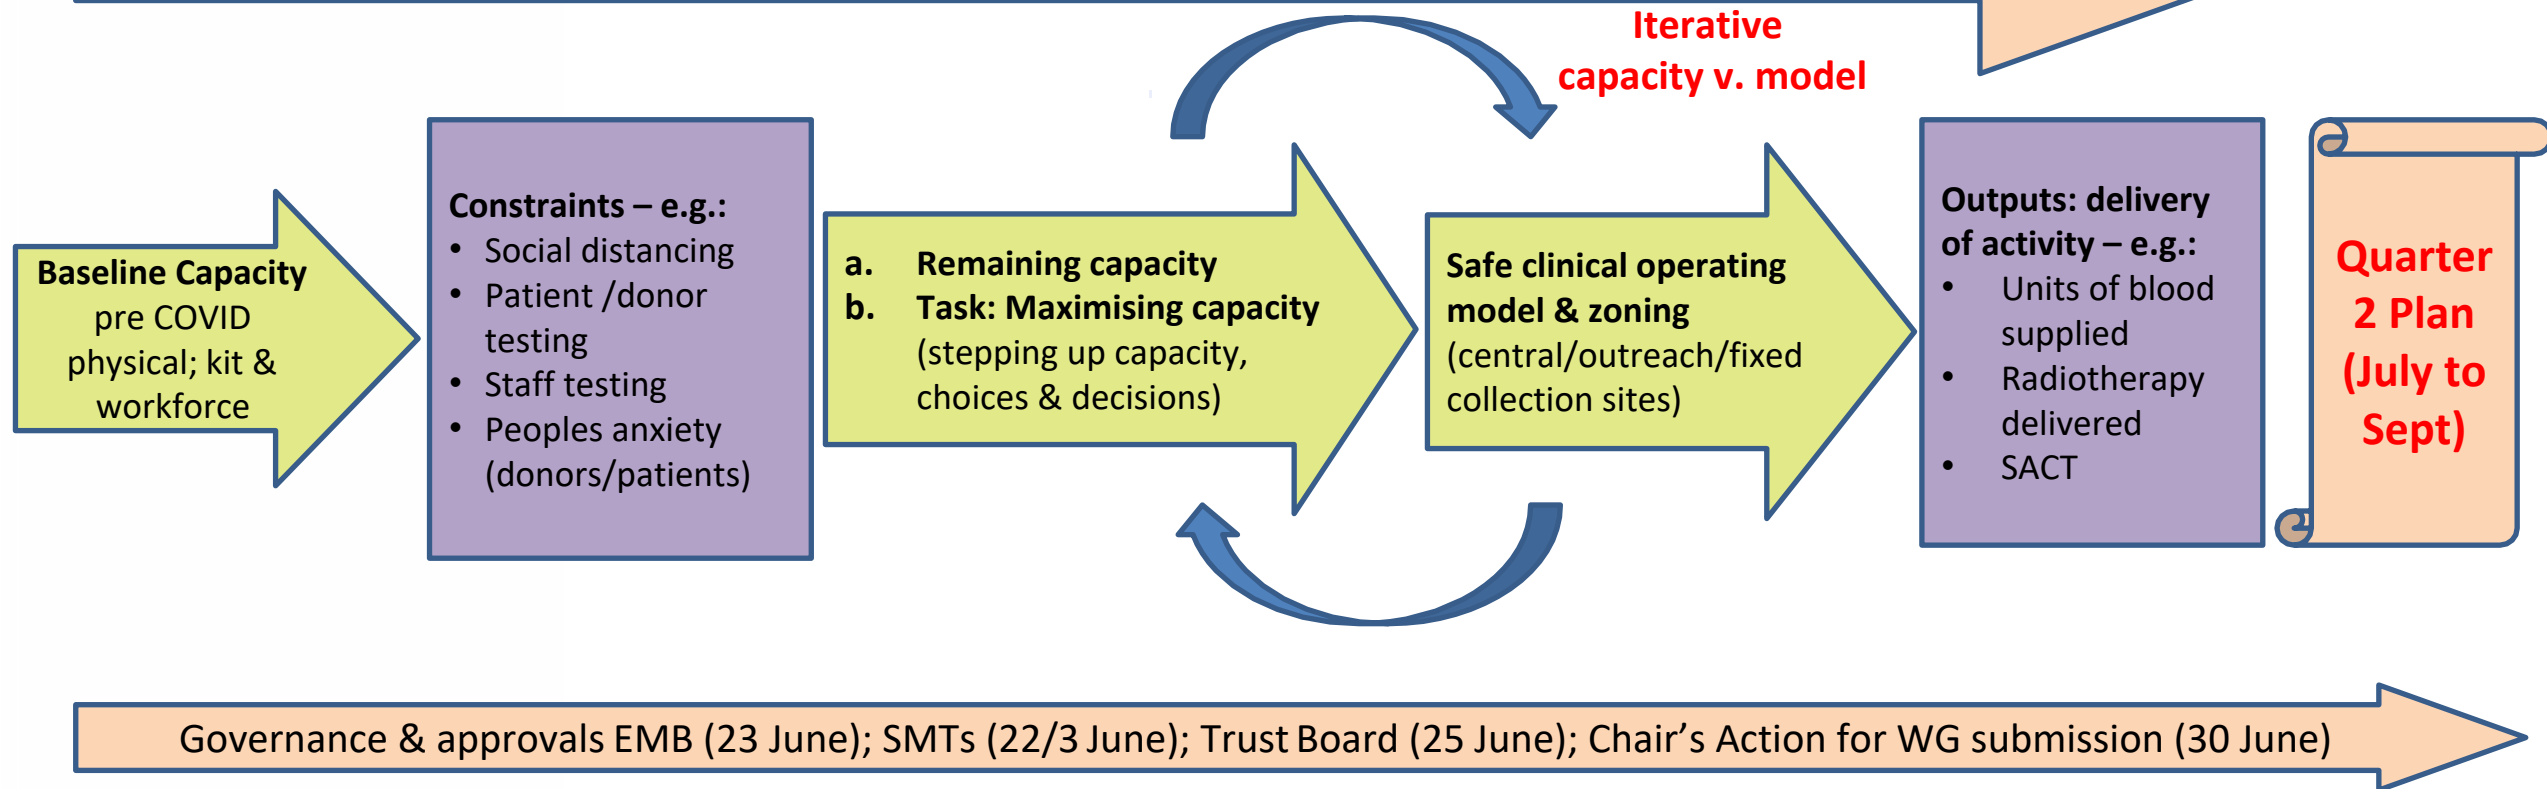 Iterative
capacity v. model
Baseline Capacity
pre COVID
physical; kit &
workforce
Constraints – e.g.:
• Social distancing
• Patient /donor
testing
• Staff testing
• Peoples anxiety
(donors/patients)
a. Remaining capacity
b. Task: Maximising capacity
(stepping up capacity,
choices & decisions)
Safe clinical operating
model & zoning
(central/outreach/fixed
collection sites)
Outputs: delivery
of activity – e.g.:
• Units of blood
supplied
• Radiotherapy
delivered
• SACT
Quarter
2 Plan
(July to
Sept)
Governance & approvals EMB (23 June); SMTs (22/3 June); Trust Board (25 June); Chair’s Action for WG submission (30 June)